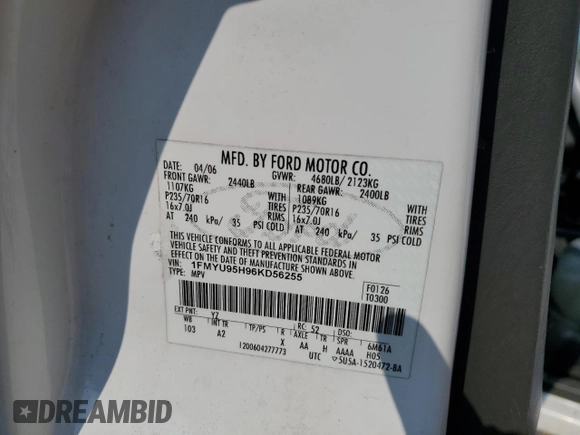 MFD. BY FORD MOTOR CO.
DATE: 04/06 GVWR: 4680LB/ 2123KG
FRONT GAWR: 2440LB REAR GAWR: 2400LB
1107KG WITH 1089KG WITH
P235/70R16 TIRES P235/70R16 TIRES
16x7.0J RIMS 16x7.0J RIMS
AT 240 kPa/ 35 PSI COLD AT 240 kPa/ 35 PSI COLD
THIS VEHICLE CONFORMS TO ALL APPLICABLE FEDERAL MOTOR
VEHICLE SAFETY AND THEFT PREVENTION STANDARDS IN
EFFECT ON THE DATE OF MANUFACTURE SHOWN ABOVE.
VIN: 1FMYU95H96KD56255
TYPE: MPV
F0126
T0300
EXT PNT: YZ RC: 52 DSO:
WB INT TR TP/PS R AXLE TR SPR 6M61A
103 A2 X AA H AAAA H05
1200604277773 UTC 5U5A-1520472-BA
DREAMBID